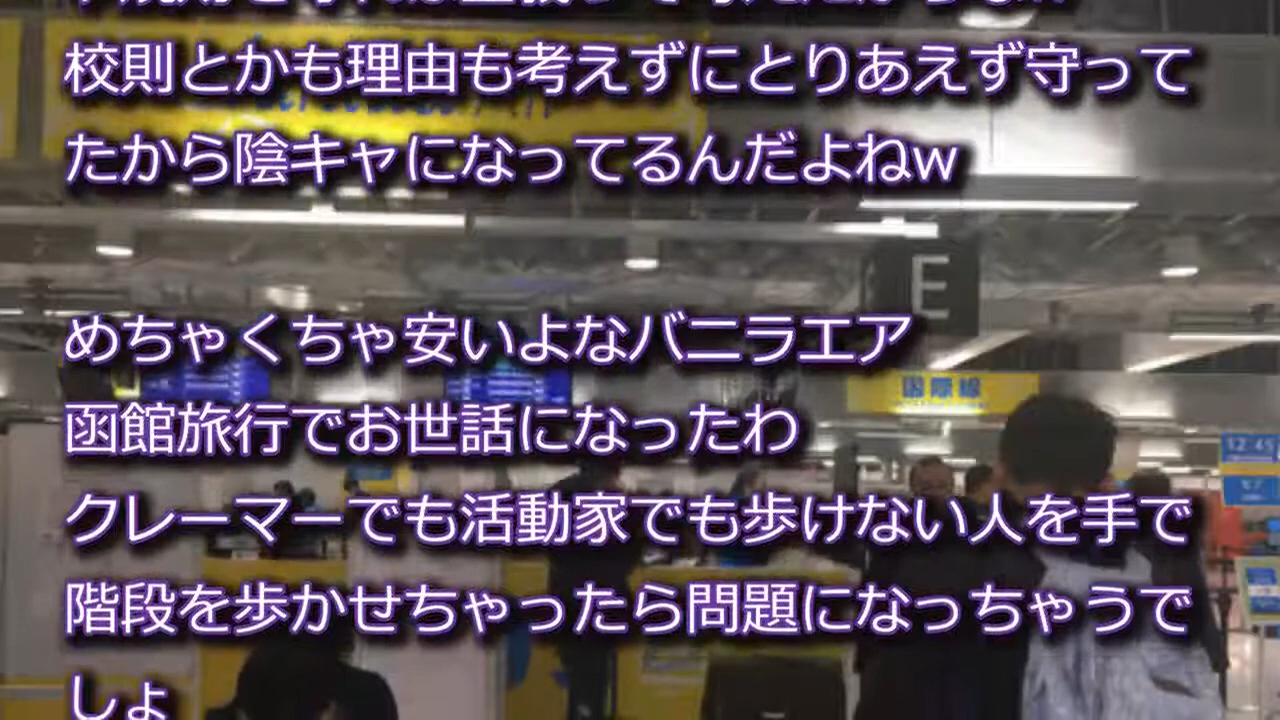 校則とかも理由も考えずにとりあえず守って
たから陰キャになってるんだよねw
めちゃくちゃ安いよなバニラエア
函館旅行でお世話になったわ
クレーマーでも活動家でも歩けない人を手で
階段を歩かせちゃったら問題になっちゃうで
しょ
E
国際線
12:45